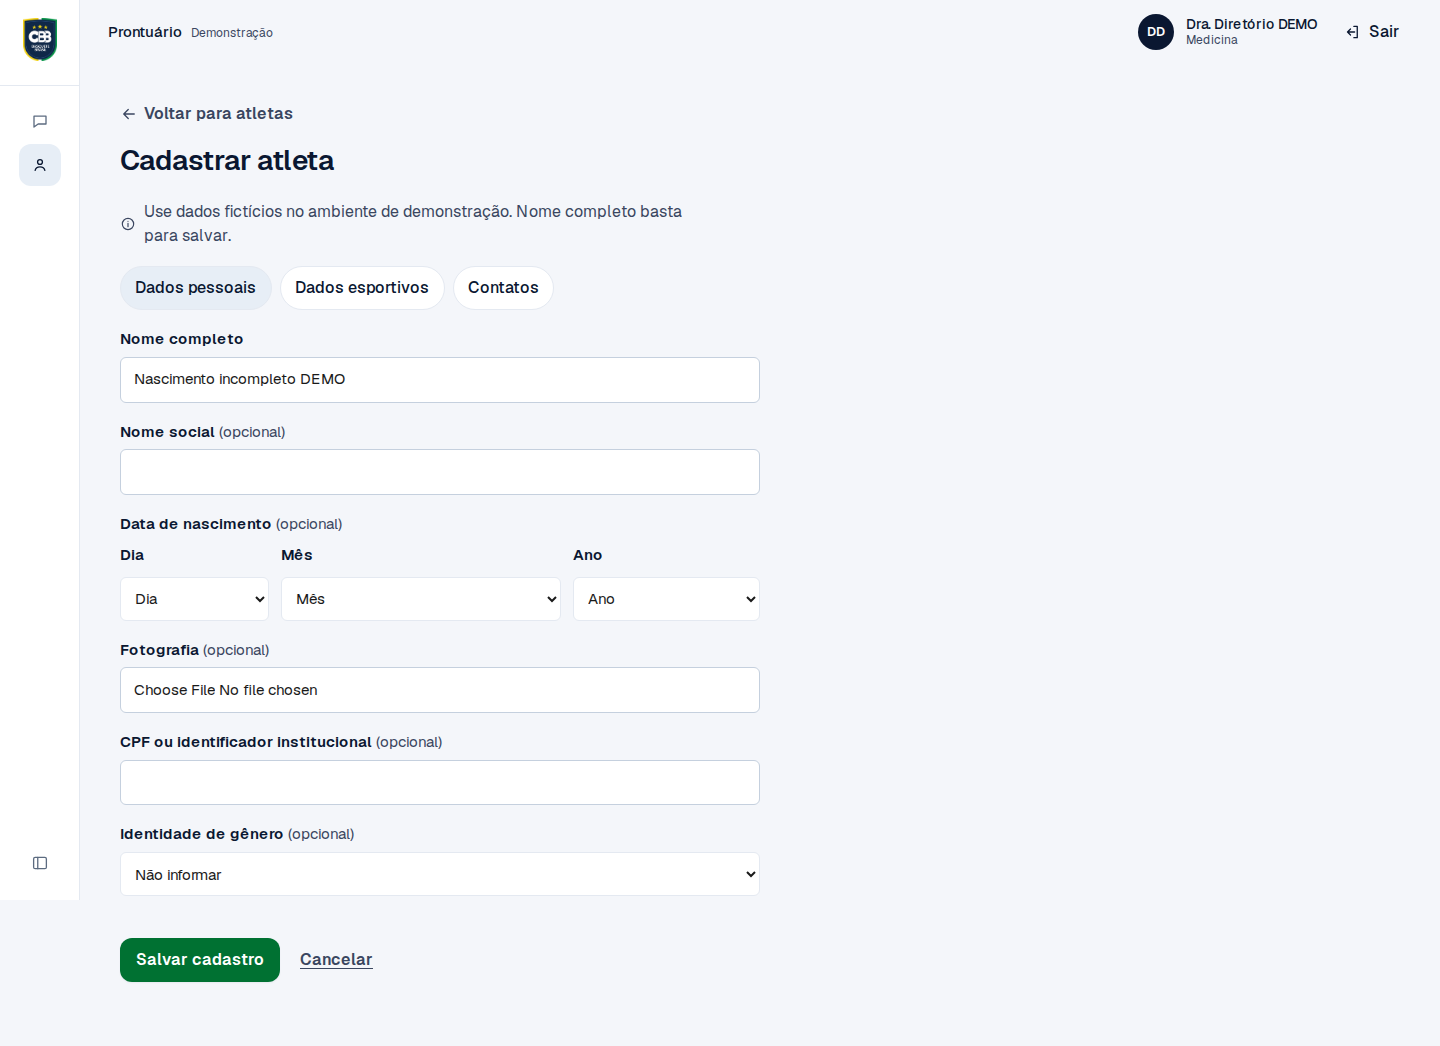 CBB
Prontuário Demonstração
DD
Dra. Diretório DEMO
Medicina
Sair
Voltar para atletas
Cadastrar atleta
Use dados fictícios no ambiente de demonstração. Nome completo basta
para salvar.
Dados pessoais
Dados esportivos
Contatos
Nome completo
Nascimento incompleto DEMO
Nome social (opcional)
Data de nascimento (opcional)
Dia Mês Ano
Dia Mês Ano
Fotografia (opcional)
Choose File No file chosen
CPF ou identificador institucional (opcional)
Identidade de gênero (opcional)
Não informar
Salvar cadastro Cancelar